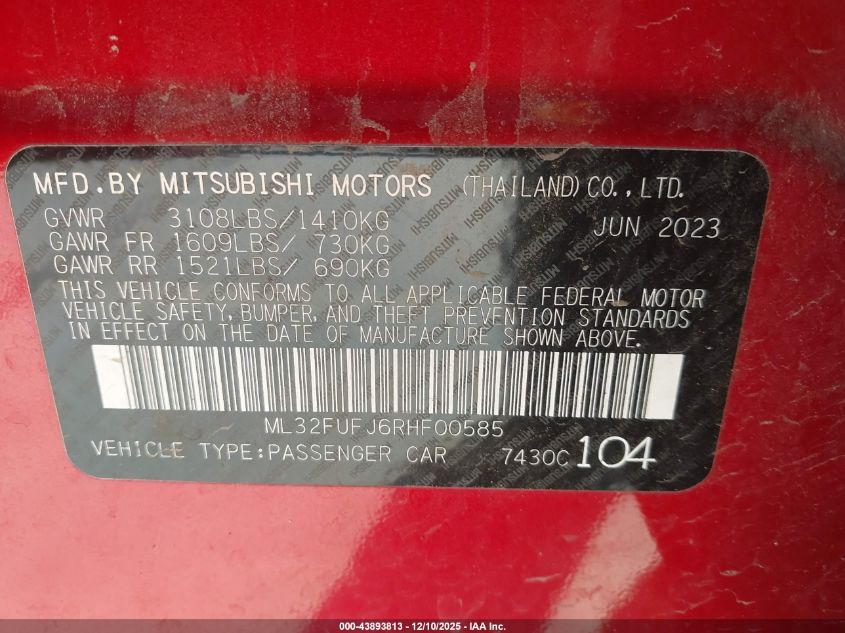 MFD.BY MITSUBISHI MOTORS (THAILAND)CO.,LTD.
GVWR 3108LBS/1410KG JUN 2023
GAWR FR 1609LBS/ 730KG
GAWR RR 1521LBS/ 690KG
THIS VEHICLE CONFORMS TO ALL APPLICABLE FEDERAL MOTOR
VEHICLE SAFETY, BUMPER, AND THEFT PREVENTION STANDARDS
IN EFFECT ON THE DATE OF MANUFACTURE SHOWN ABOVE.
ML32FUFJ6RHF00585
VEHICLE TYPE:PASSENGER CAR 7430C 104
000-43893813 - 12/10/2025 - IAA Inc.